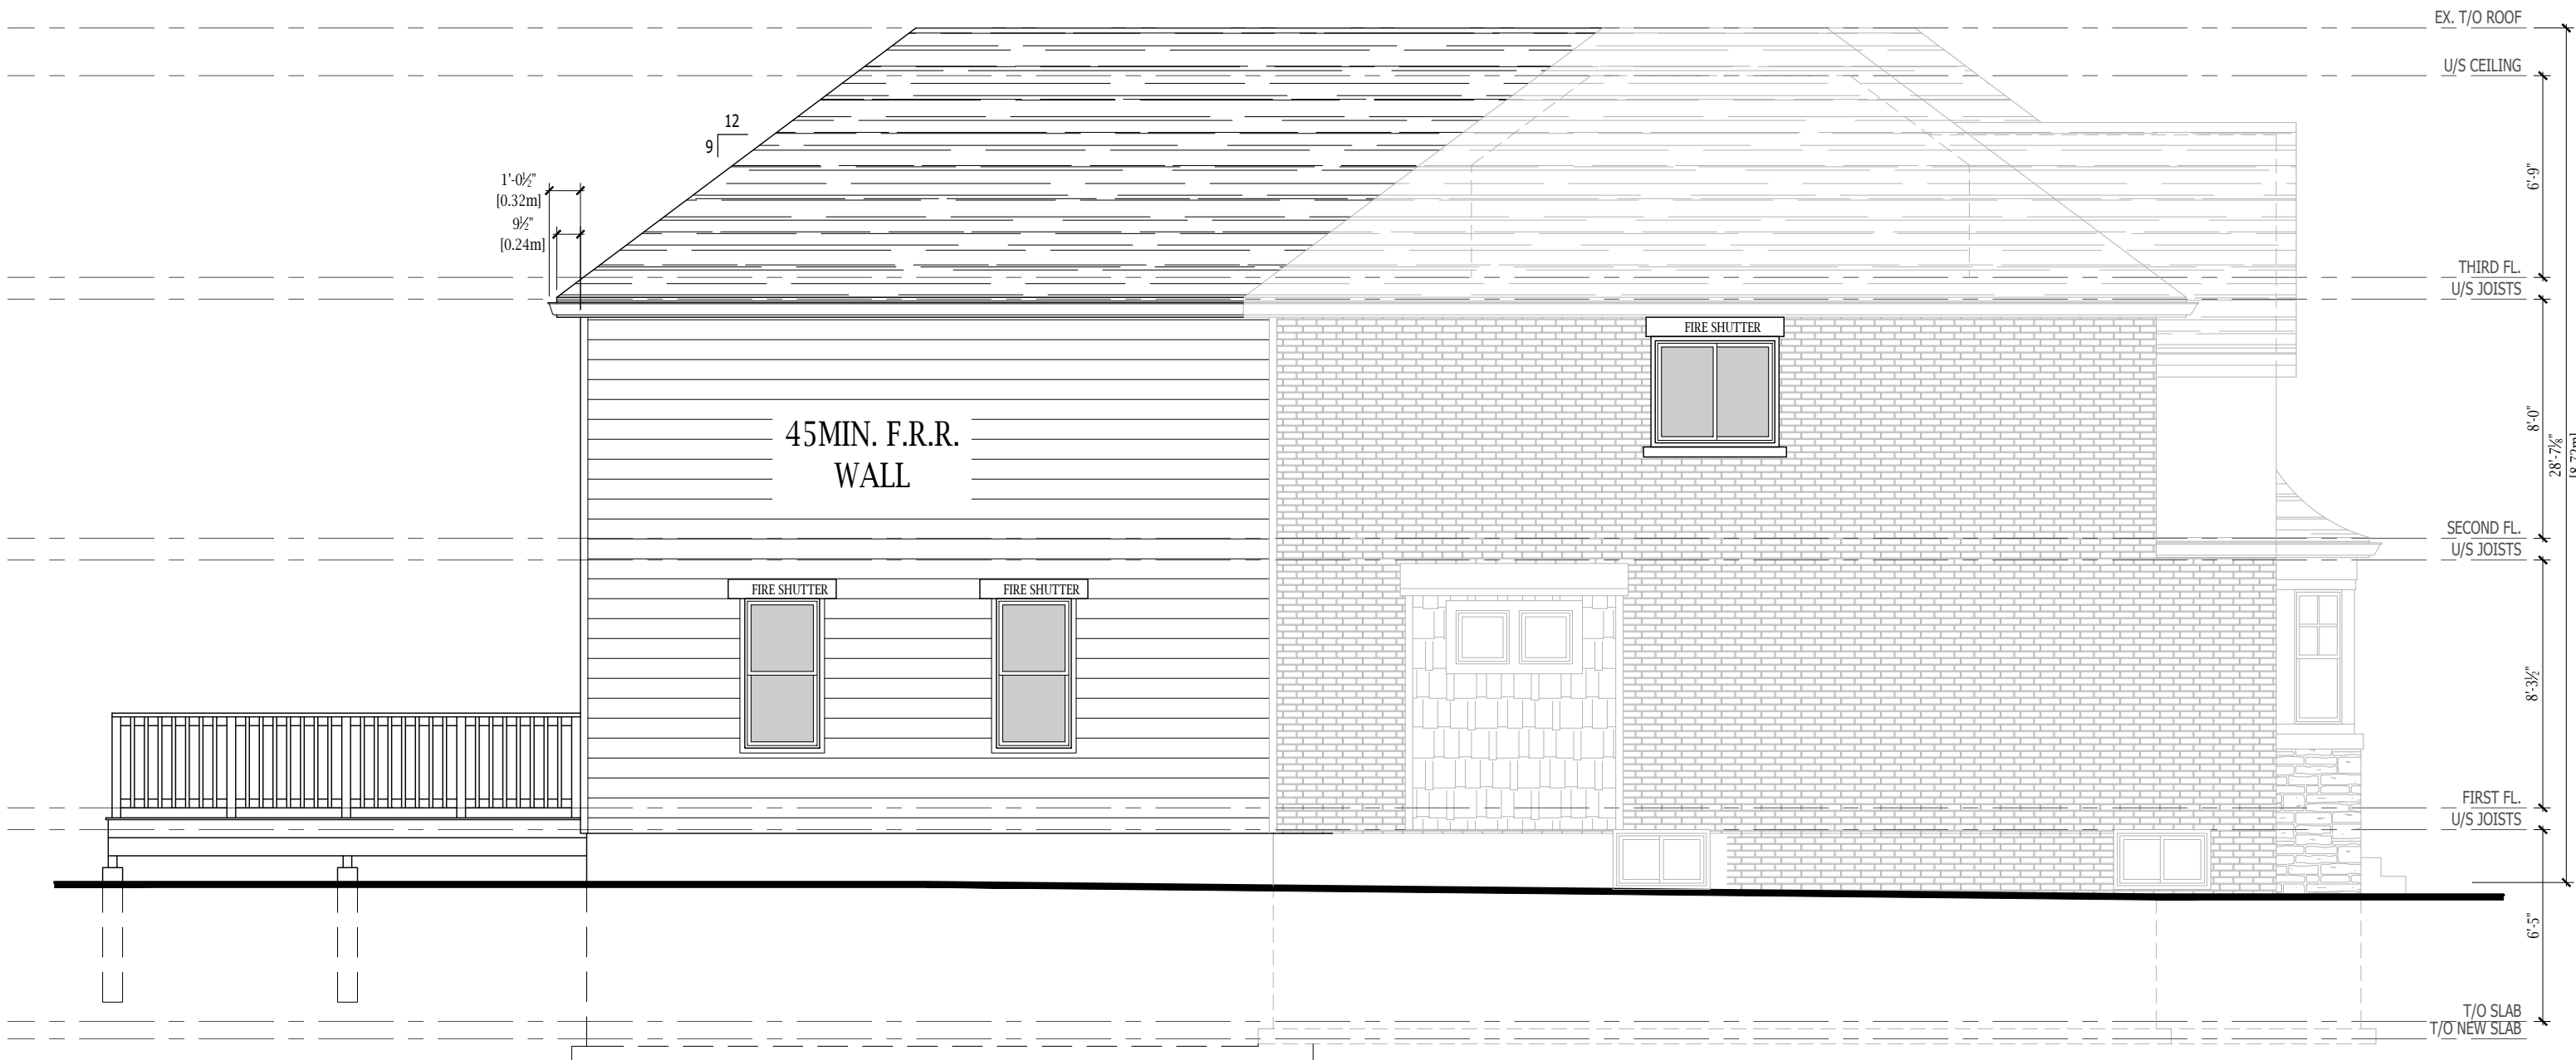 EX. T/O ROOF
U/S CEILING
12
9
1'-0½"
[0.32m]
9½"
[0.24m]
6'-9"
THIRD FL.
U/S JOISTS
FIRE SHUTTER
45MIN. F.R.R.
WALL
8'-0"
28'-7⅞"
[8.72m]
SECOND FL.
U/S JOISTS
FIRE SHUTTER
FIRE SHUTTER
8'-3½"
FIRST FL.
U/S JOISTS
6'-5"
T/O SLAB
T/O NEW SLAB